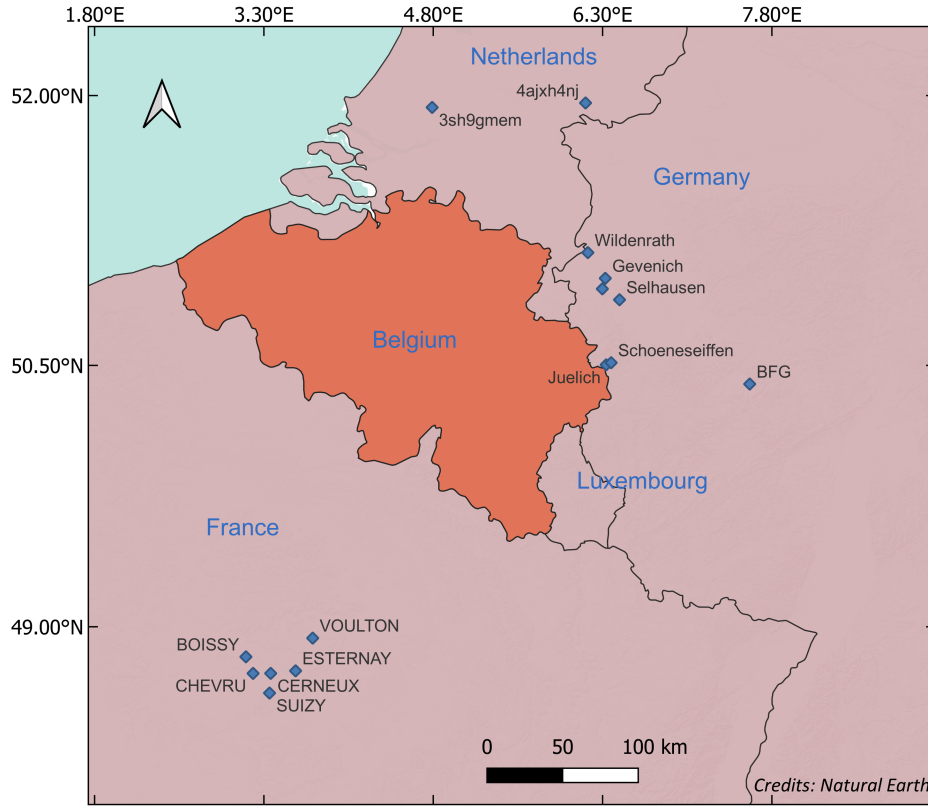 1.80°E 3.30°E 4.80°E 6.30°E 7.80°E
Netherlands
52.00°N
4ajxh4nj
3sh9gmem
Germany
Wildenrath
Gevenich
Selhausen
Belgium
50.50°N
Schoeneseiffen
Juelich
BFG
Luxembourg
France
49.00°N
VOULTON
BOISSY
ESTERNAY
CHEVRU
CERNEUX
SUIZY
0 50 100 km
Credits: Natural Earth